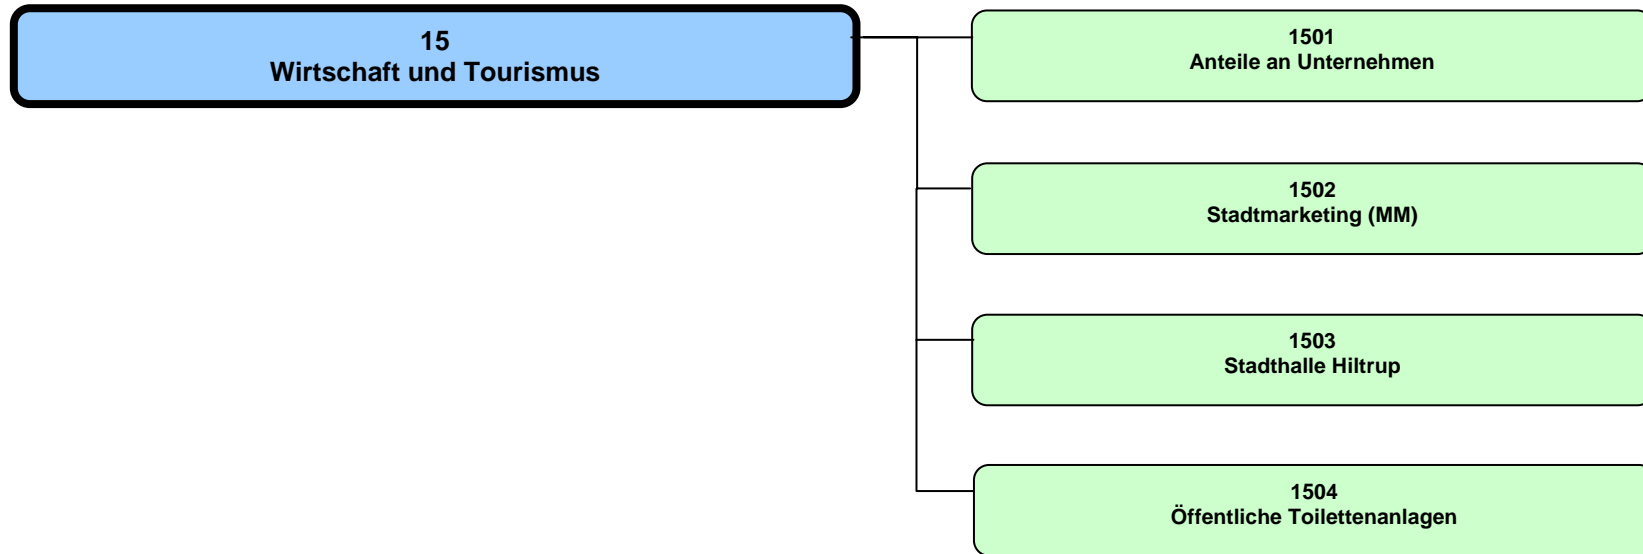 15
Wirtschaft und Tourismus
1501
Anteile an Unternehmen
1502
Stadtmarketing (MM)
1503
Stadthalle Hiltrup
1504
Öffentliche Toilettenanlagen